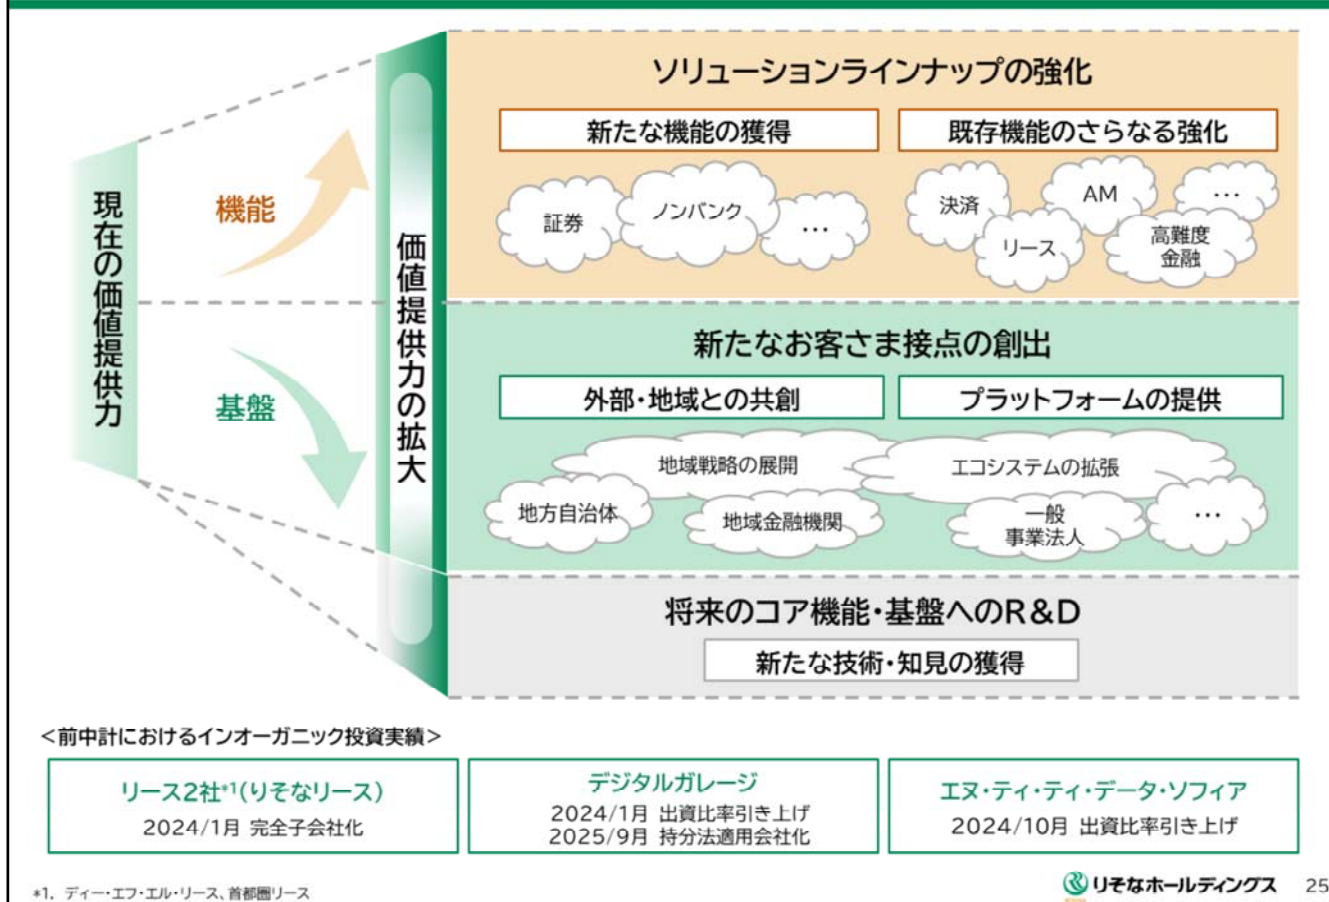 現在の価値提供力
機能
基盤
価値提供力の拡大
ソリューションラインナップの強化
新たな機能の獲得
既存機能のさらなる強化
証券
ノンバンク
…
決済
リース
AM
高難度
金融
…
新たなお客さま接点の創出
外部・地域との共創
プラットフォームの提供
地域戦略の展開
エコシステムの拡張
地方自治体
地域金融機関
一般
事業法人
…
将来のコア機能・基盤へのR&D
新たな技術・知見の獲得
<前中計におけるインオーガニック投資実績>
リース2社*1(りそなリース)
2024/1月 完全子会社化
デジタルガレージ
2024/1月 出資比率引き上げ
2025/9月 持分法適用会社化
エヌ・ティ・ティ・データ・ソフィア
2024/10月 出資比率引き上げ
*1. ディー・エフ・エル・リース、首都圏リース
りそなホールディングス 25